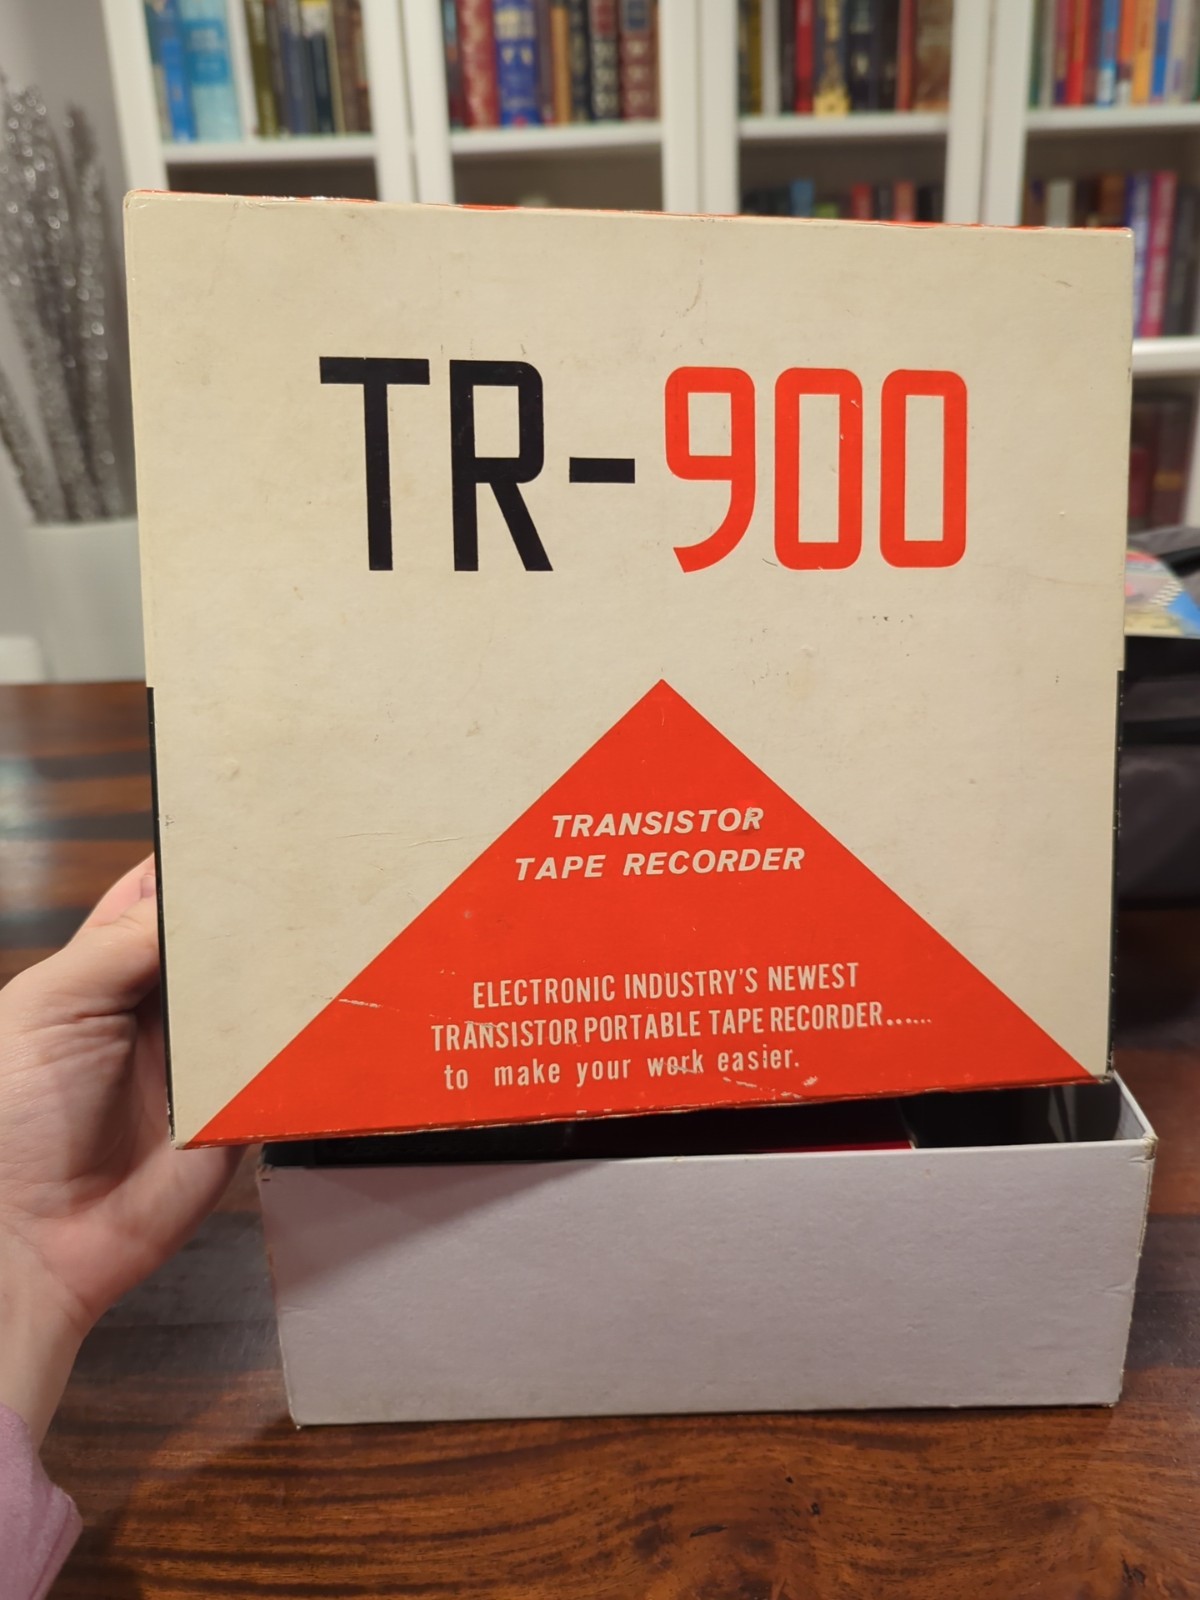 TR-900
TRANSISTOR
TAPE RECORDER
ELECTRONIC INDUSTRY'S NEWEST
TRANSISTOR PORTABLE TAPE RECORDER......
to make your work easier.